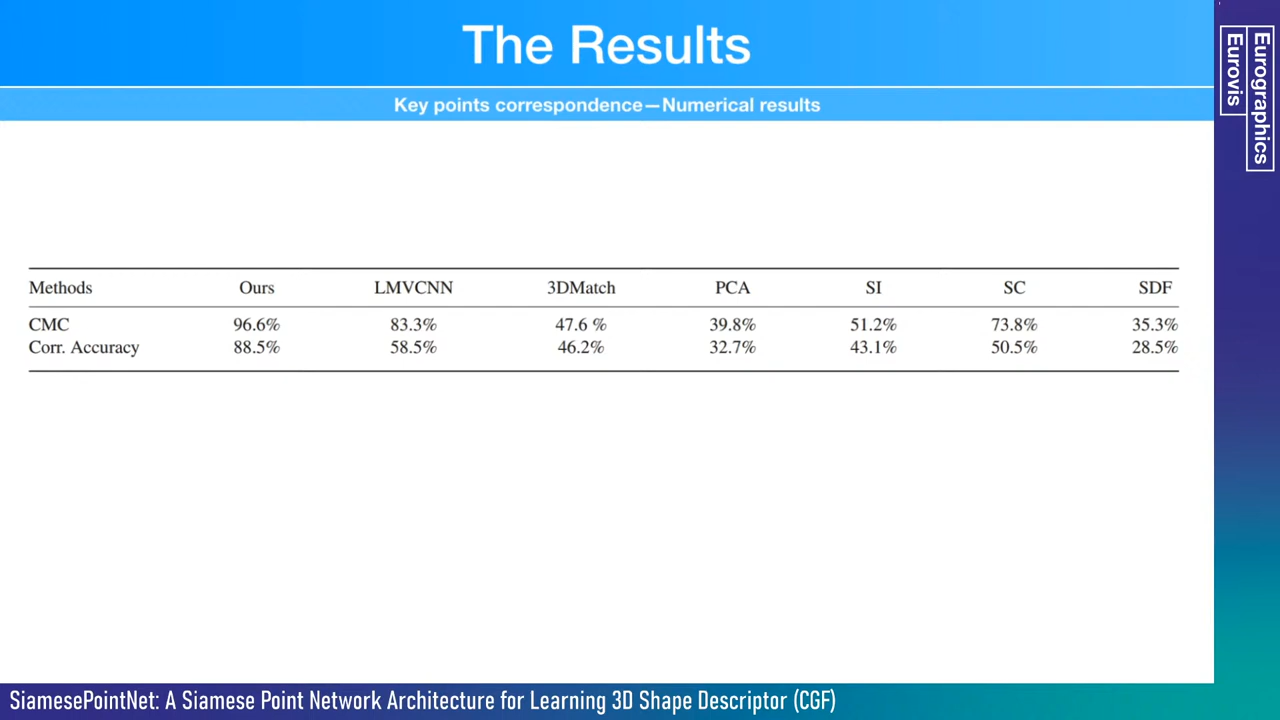 The Results
Key points correspondence—Numerical results
Eurographics
Eurovis
Methods Ours LMVCNN 3DMatch PCA SI SC SDF
CMC 96.6% 83.3% 47.6 % 39.8% 51.2% 73.8% 35.3%
Corr. Accuracy 88.5% 58.5% 46.2% 32.7% 43.1% 50.5% 28.5%
SiamesePointNet: A Siamese Point Network Architecture for Learning 3D Shape Descriptor (CGF)